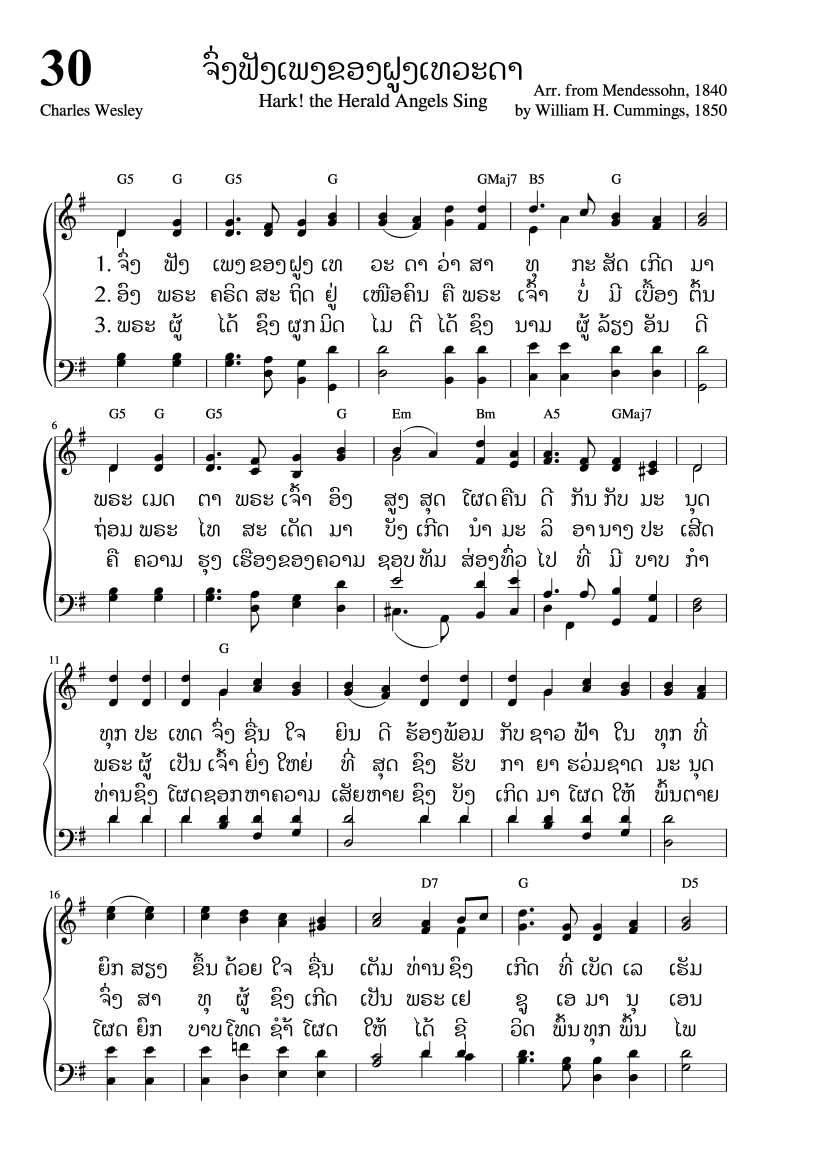 30
ຈົ່ງຟັງເພງຂອງຝູງເທວະດາ
Hark! the Herald Angels Sing
Charles Wesley
Arr. from Mendessohn, 1840
by William H. Cummings, 1850
G5 G G5 G GMaj7 B5 G
1. ຈົ່ງ ຟັງ ເພງ ຂອງ ຝູງ ເທ ວະ ດາ ວ່າ ສາ ທຸ ກະ ສັດ ເກີດ ມາ
2. ອົງ ພຣະ ຄຣິດ ສະ ຖິດ ຢູ່ ເໜືອຄົນ ຄື ພຣະ ເຈົ້າ ບໍ່ ມີ ເບື້ອງ ຕົ້ນ
3. ພຣະ ຜູ້ ໄດ້ ຊົງ ຜູກ ມິດ ໄມ ຕີ ໄດ້ ຊົງ ນາມ ຜູ້ ລ້ຽງ ອັນ ດີ
6
G5 G G5 G Em Bm A5 GMaj7
ພຣະ ເມດ ຕາ ພຣະ ເຈົ້າ ອົງ ສູງ ສຸດ ໂຜດ ຄືນ ດີ ກັນ ກັບ ມະ ນຸດ
ຖ່ອມ ພຣະ ໄທ ສະ ເດັດ ມາ ບັງ ເກີດ ນຳ ມະ ລິ ອານາງ ປະ ເສີດ
ຄື ຄວາມ ຮຸງ ເຮືອງຂອງຄວາມ ຊອບ ທັມ ສ່ອງທົ່ວ ໄປ ທີ່ ມີ ບາບ ກຳ
11
G
ທຸກ ປະ ເທດ ຈົ່ງ ຊື່ນ ໃຈ ຍິນ ດີ ຮ້ອງພ້ອມ ກັບ ຊາວ ຟ້າ ໃນ ທຸກ ທີ່
ພຣະ ຜູ້ ເປັນ ເຈົ້າ ຍິ່ງ ໃຫຍ່ ທີ່ ສຸດ ຊົງ ຮັບ ກາ ຍາ ຮວ່ມຊາດ ມະ ນຸດ
ທ່ານຊົງ ໂຜດຊອກຫາຄວາມ ເສັຍຫາຍ ຊົງ ບັງ ເກີດ ມາ ໂຜດ ໃຫ້ ພົ້ນຕາຍ
16
D7 G D5
ຍົກ ສຽງ ຂຶ້ນ ດ້ວຍ ໃຈ ຊື່ນ ເຕັມ ທ່ານ ຊົງ ເກີດ ທີ່ ເບັດ ເລ ເຮັມ
ຈົ່ງ ສາ ທຸ ຜູ້ ຊົງ ເກີດ ເປັນ ພຣະ ເຢ ຊູ ເອ ມາ ນຸ ເອນ
ໂຜດ ຍົກ ບາບ ໂທດ ຊໍາ້ ໂຜດ ໃຫ້ ໄດ້ ຊີ ວິດ ພົ້ນ ທຸກ ພົ້ນ ໄພ